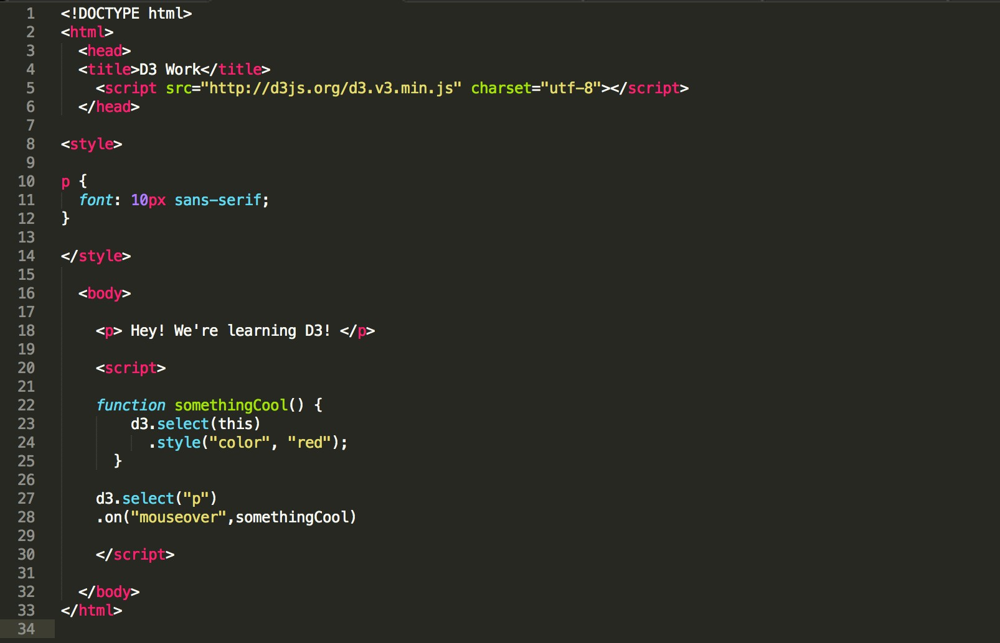 1 <!DOCTYPE html>
2 <html>
3 <head>
4 <title>D3 Work</title>
5 <script src="http://d3js.org/d3.v3.min.js" charset="utf-8"></script>
6 </head>
7
8 <style>
9
10 p {
11 font: 10px sans-serif;
12 }
13
14 </style>
15
16 <body>
17
18 <p> Hey! We're learning D3! </p>
19
20 <script>
21
22 function somethingCool() {
23 d3.select(this)
24 .style("color", "red");
25 }
26
27 d3.select("p")
28 .on("mouseover",somethingCool)
29
30 </script>
31
32 </body>
33 </html>
34